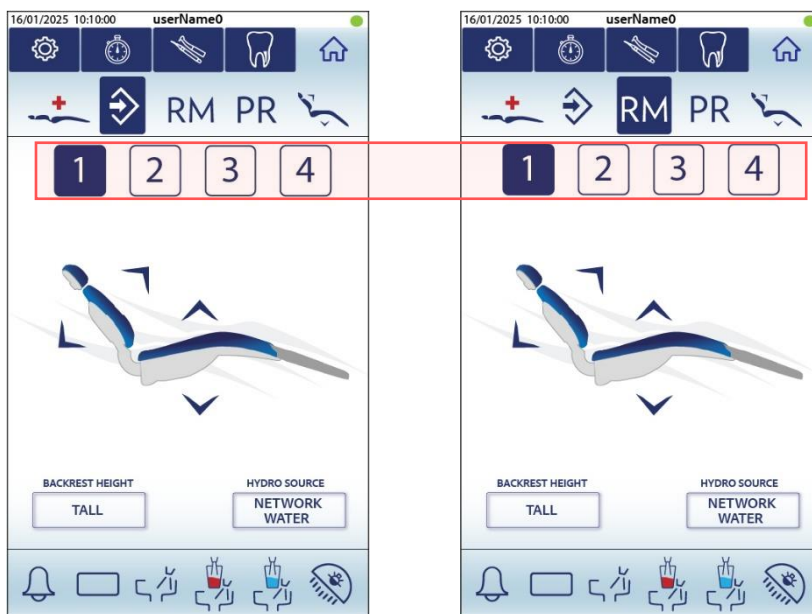 16/01/2025 10:10:00 userName0
RM PR
1 2 3 4
BACKREST HEIGHT HYDRO SOURCE
TALL NETWORK WATER
16/01/2025 10:10:00 userName0
RM PR
1 2 3 4
BACKREST HEIGHT HYDRO SOURCE
TALL NETWORK WATER